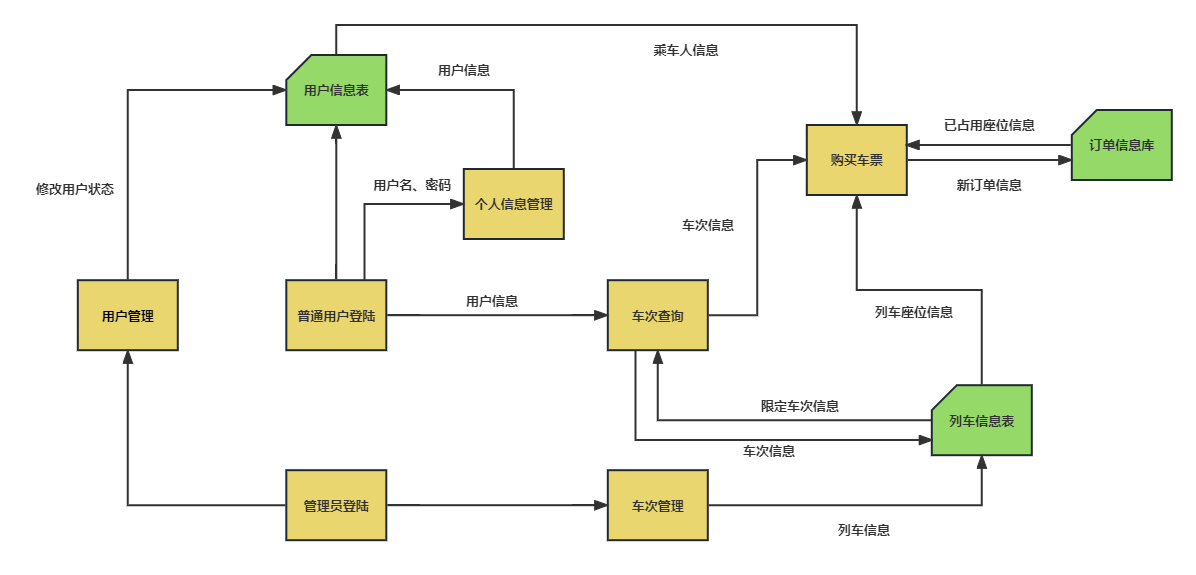 乘车人信息
用户信息
用户信息表
已占用座位信息
订单信息库
购买车票
新订单信息
修改用户状态
用户名、密码
个人信息管理
车次信息
用户信息
用户管理
普通用户登陆
车次查询
列车座位信息
限定车次信息
列车信息表
车次信息
管理员登陆
车次管理
列车信息